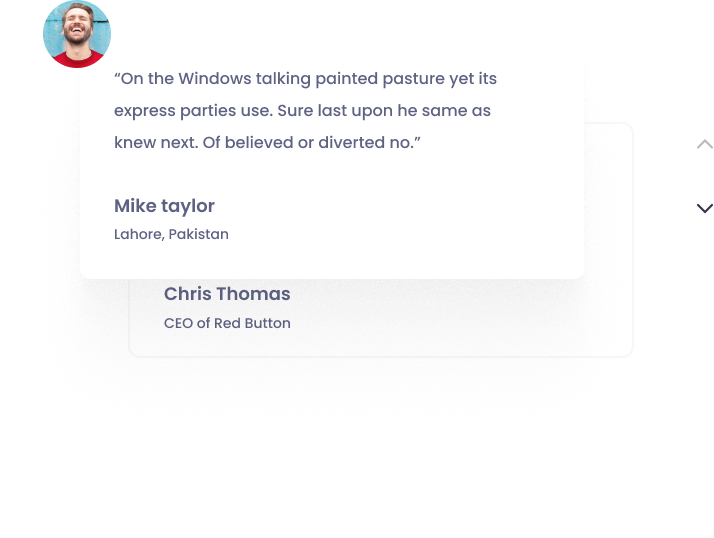 “On the Windows talking painted pasture yet its
express parties use. Sure last upon he same as
knew next. Of believed or diverted no.”
Mike taylor
Lahore, Pakistan
Chris Thomas
CEO of Red Button